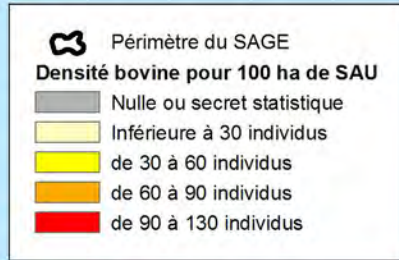 Périmètre du SAGE
Densité bovine pour 100 ha de SAU
Nulle ou secret statistique
Inférieure à 30 individus
de 30 à 60 individus
de 60 à 90 individus
de 90 à 130 individus